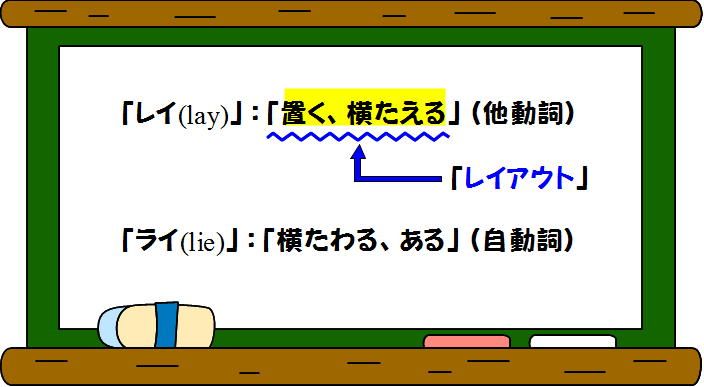 「レイ(lay)」：「置く、横たえる」（他動詞）
「レイアウト」
「ライ(lie)」：「横たわる、ある」（自動詞）